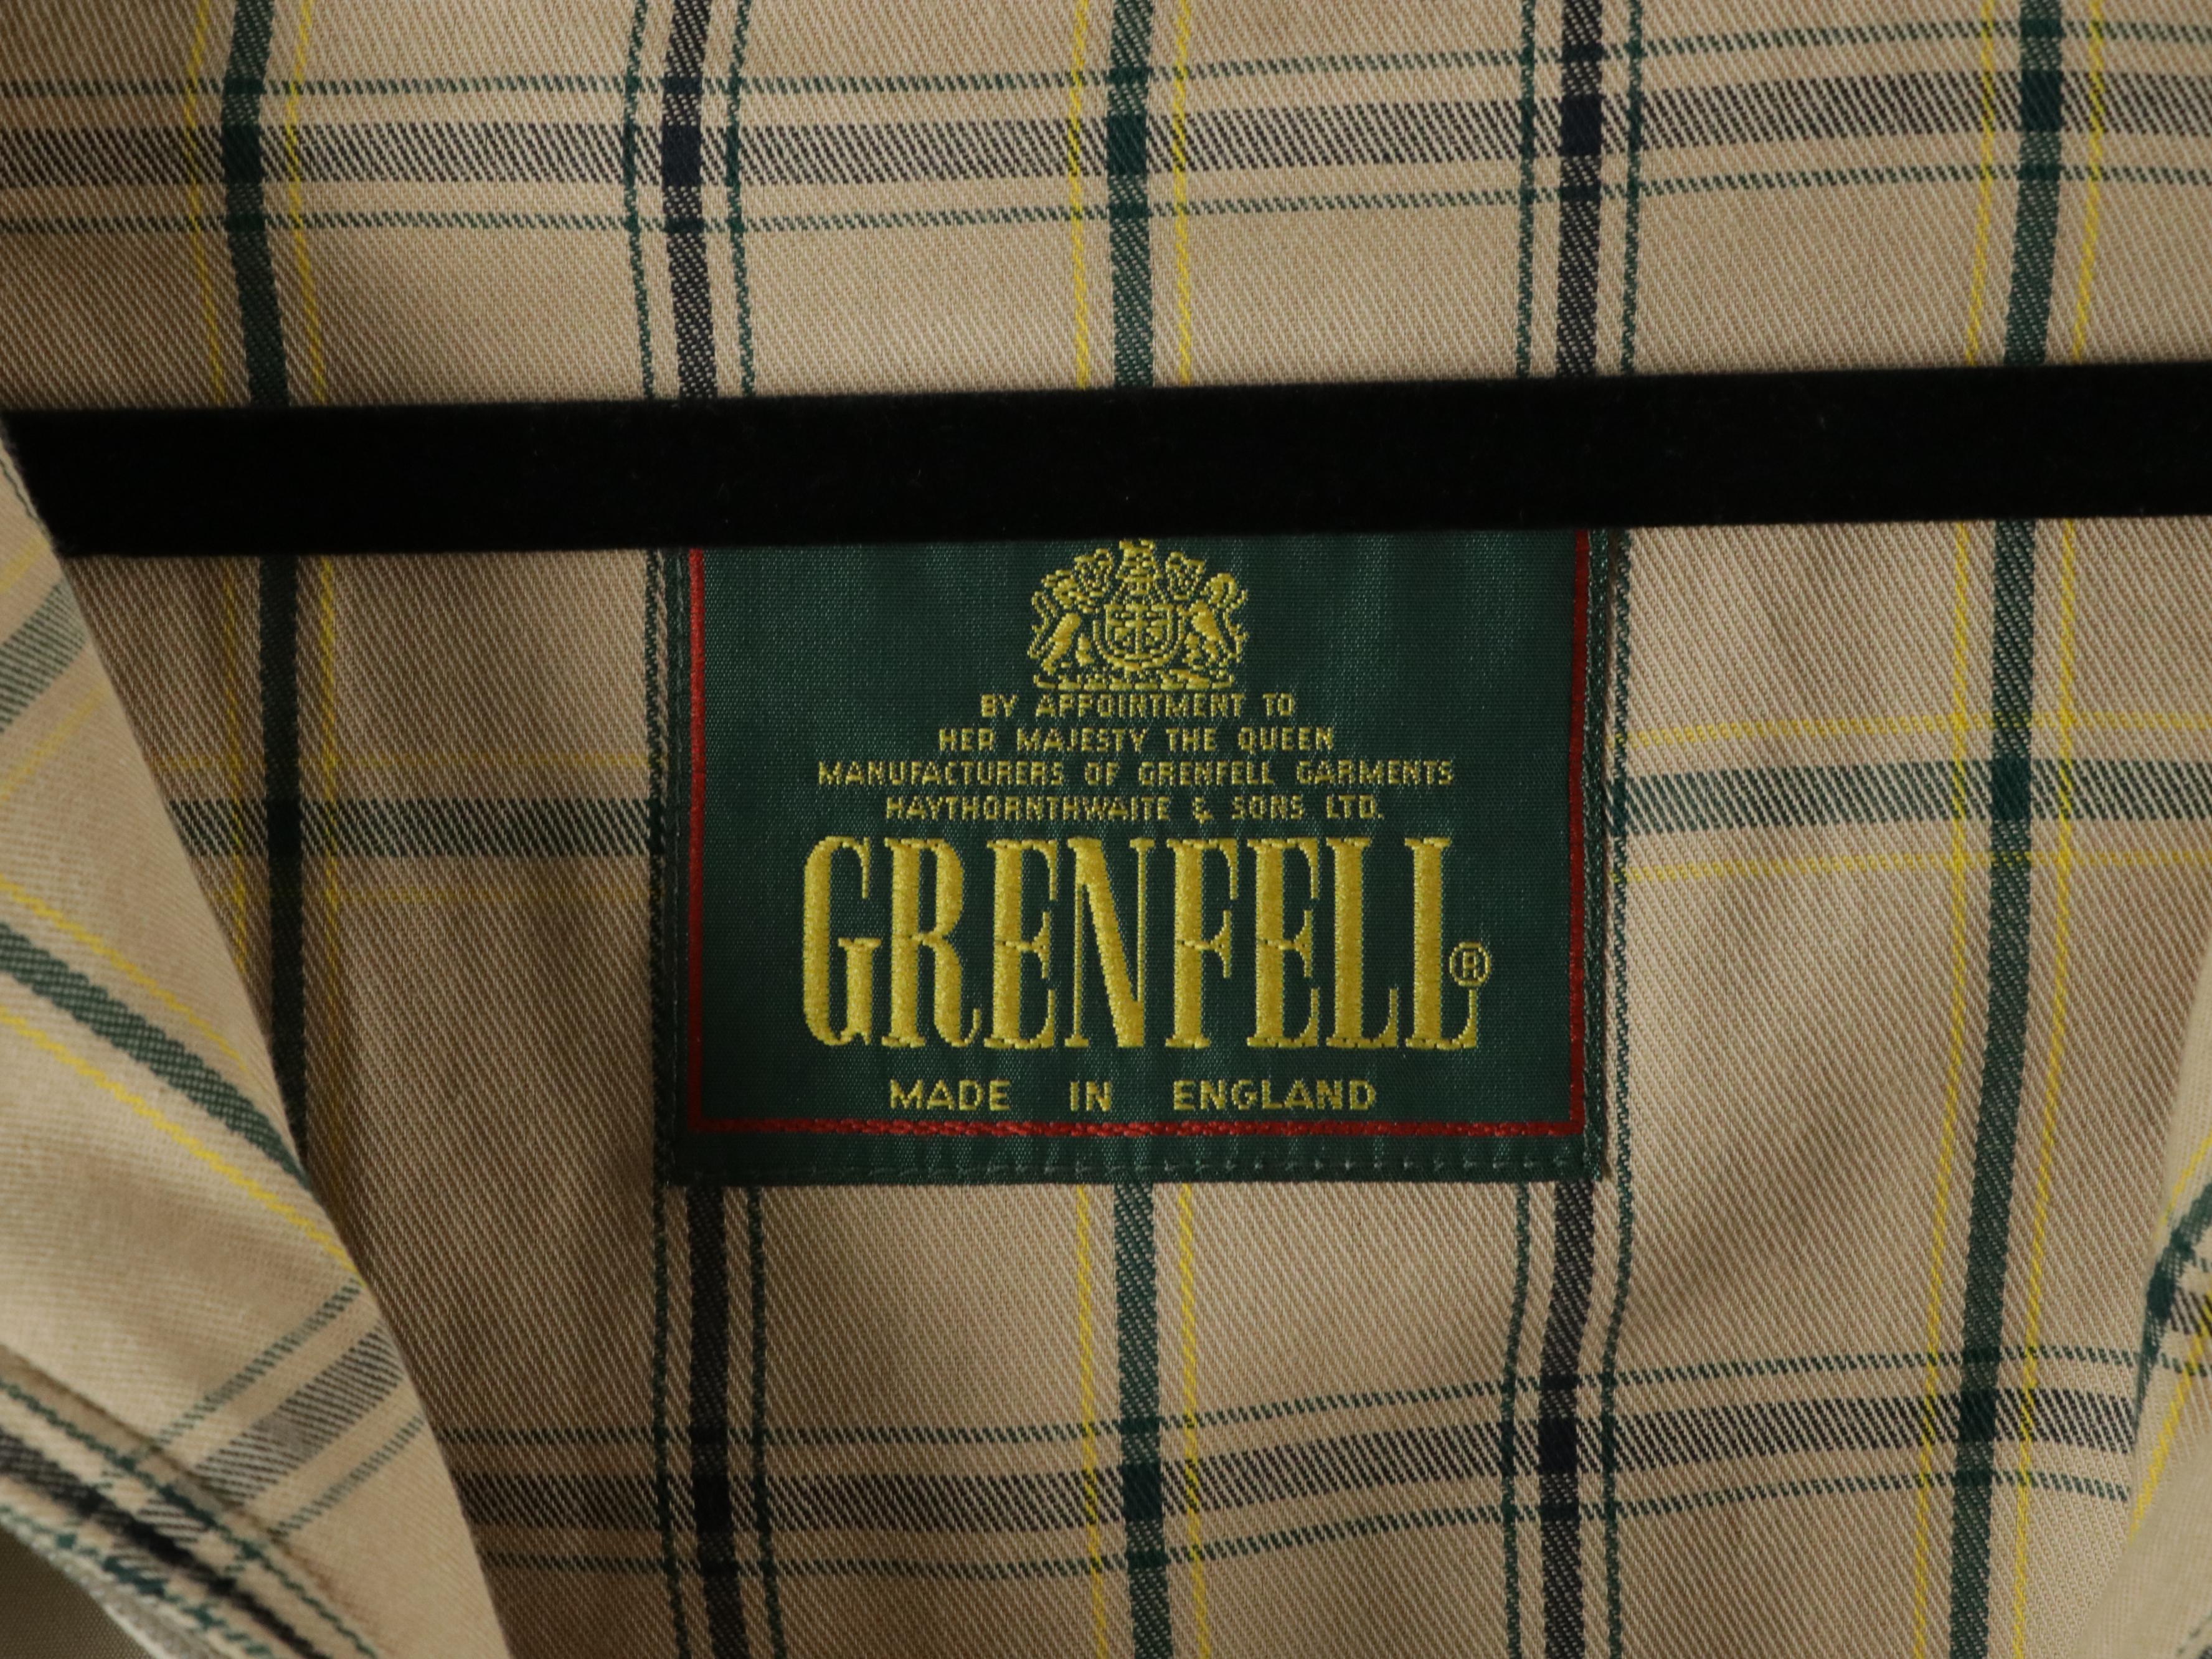 BY APPOINTMENT TO
HER MAJESTY THE QUEEN
MANUFACTURERS OF GRENFELL GARMENTS
HAYTHORNTHWAITE & SONS LTD.
GRENFELL®
MADE IN ENGLAND